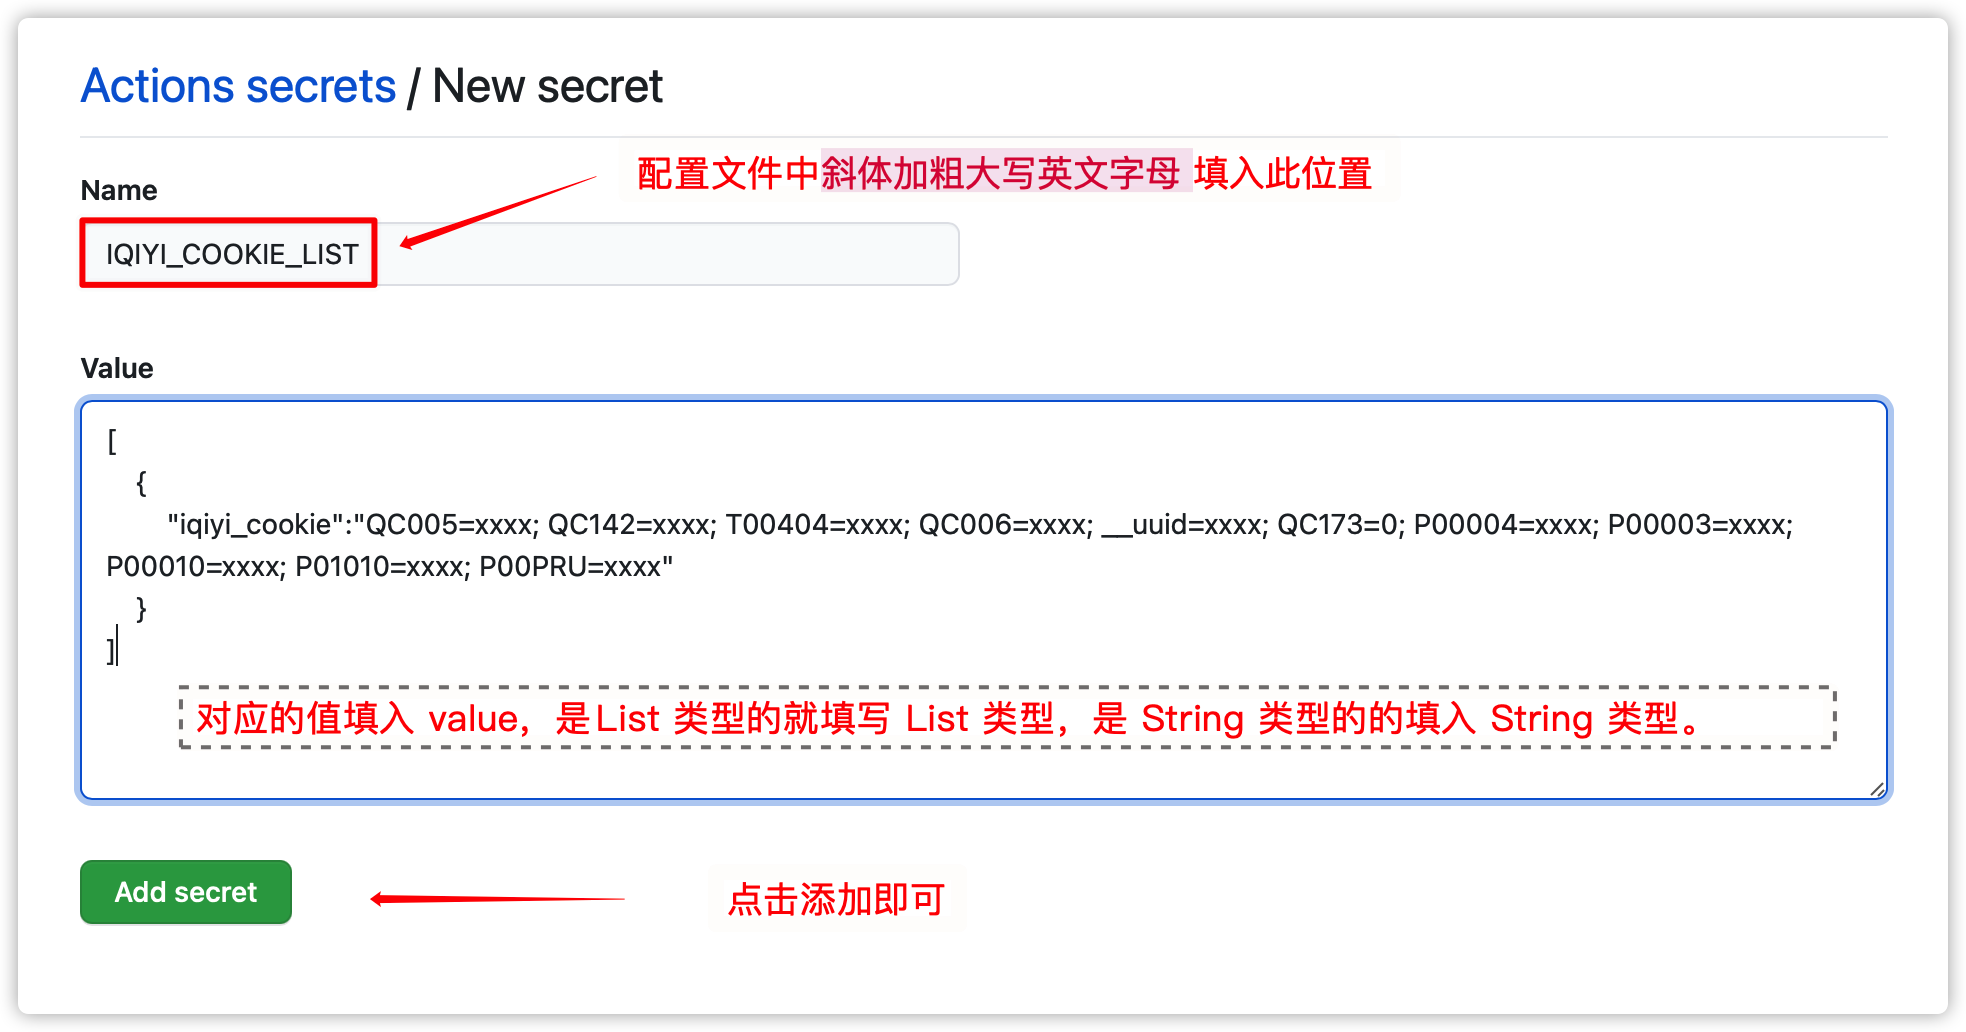 Actions secrets / New secret
配置文件中斜体加粗大写英文字母 填入此位置
Name
IQIYI_COOKIE_LIST
Value
[
{
"iqiyi_cookie":"QC005=xxxx; QC142=xxxx; T00404=xxxx; QC006=xxxx; __uuid=xxxx; QC173=0; P00004=xxxx; P00003=xxxx;
P00010=xxxx; P01010=xxxx; P00PRU=xxxx"
}
]
对应的值填入 value，是List 类型的就填写 List 类型，是 String 类型的的填入 String 类型。
Add secret
点击添加即可